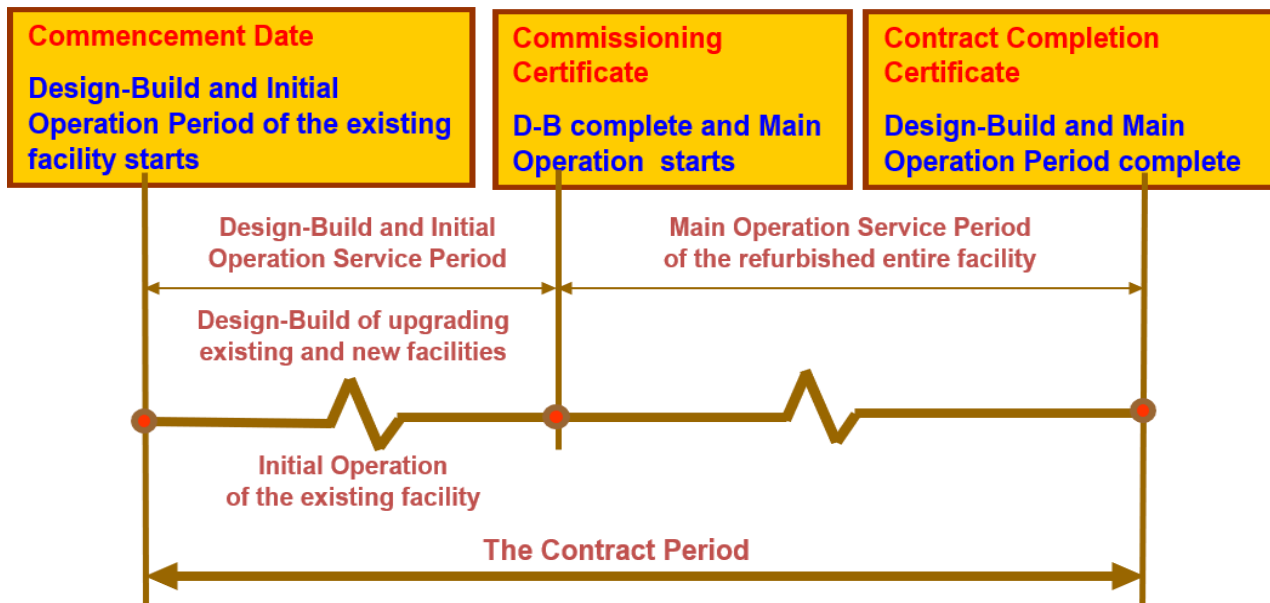 Commencement Date
Design-Build and Initial
Operation Period of the existing
facility starts
Commissioning
Certificate
D-B complete and Main
Operation starts
Contract Completion
Certificate
Design-Build and Main
Operation Period complete
Design-Build and Initial
Operation Service Period
Main Operation Service Period
of the refurbished entire facility
Design-Build of upgrading
existing and new facilities
Initial Operation
of the existing facility
The Contract Period